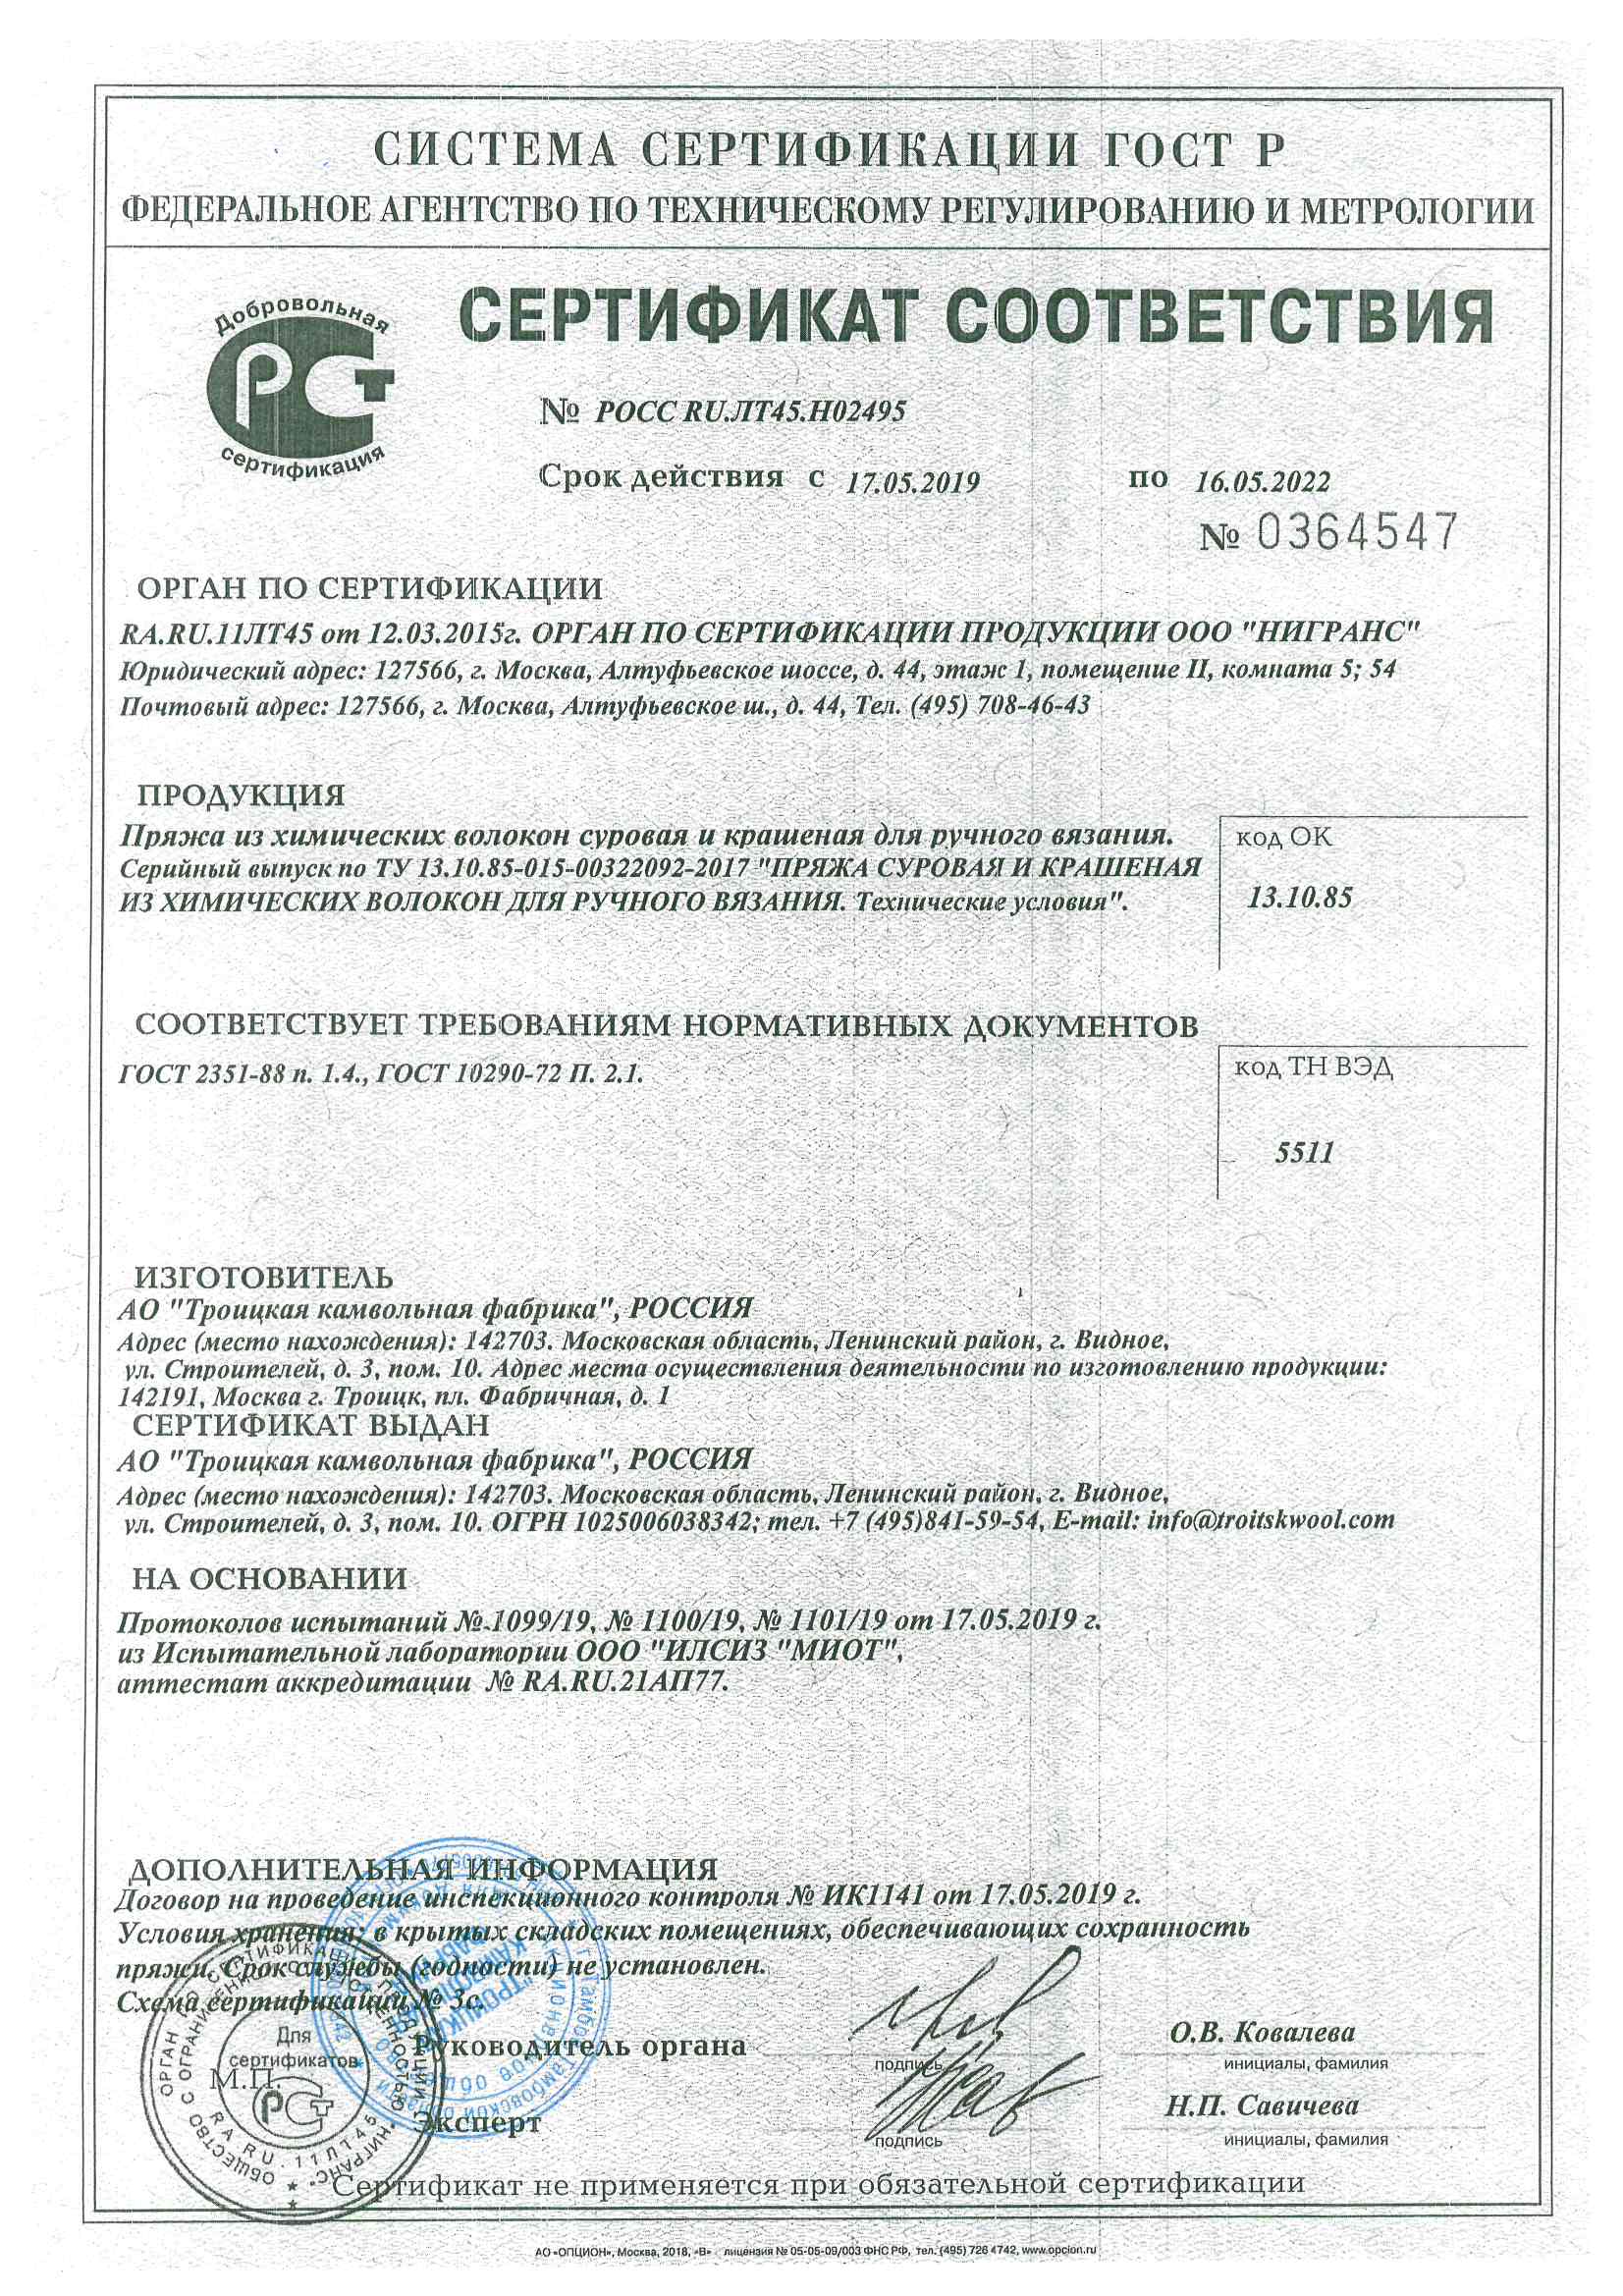 СИСТЕМА СЕРТИФИКАЦИИ ГОСТ Р
ФЕДЕРАЛЬНОЕ АГЕНТСТВО ПО ТЕХНИЧЕСКОМУ РЕГУЛИРОВАНИЮ И МЕТРОЛОГИИ
Добровольная
РСТ
сертификация
СЕРТИФИКАТ СООТВЕТСТВИЯ
№ РОСС RU.ЛТ45.Н02495
Срок действия с 17.05.2019 по 16.05.2022
№ 0364547
ОРГАН ПО СЕРТИФИКАЦИИ
RA.RU.11ЛТ45 от 12.03.2015г. ОРГАН ПО СЕРТИФИКАЦИИ ПРОДУКЦИИ ООО "НИГРАНС"
Юридический адрес: 127566, г. Москва, Алтуфьевское шоссе, д. 44, этаж 1, помещение II, комната 5; 54
Почтовый адрес: 127566, г. Москва, Алтуфьевское ш., д. 44, Тел. (495) 708-46-43
ПРОДУКЦИЯ
Пряжа из химических волокон суровая и крашеная для ручного вязания.
Серийный выпуск по ТУ 13.10.85-015-00322092-2017 "ПРЯЖА СУРОВАЯ И КРАШЕНАЯ
ИЗ ХИМИЧЕСКИХ ВОЛОКОН ДЛЯ РУЧНОГО ВЯЗАНИЯ. Технические условия".
код ОК
13.10.85
СООТВЕТСТВУЕТ ТРЕБОВАНИЯМ НОРМАТИВНЫХ ДОКУМЕНТОВ
ГОСТ 2351-88 п. 1.4., ГОСТ 10290-72 П. 2.1.
код ТН ВЭД
5511
ИЗГОТОВИТЕЛЬ
АО "Троицкая камвольная фабрика", РОССИЯ
Адрес (место нахождения): 142703. Московская область, Ленинский район, г. Видное,
ул. Строителей, д. 3, пом. 10. Адрес места осуществления деятельности по изготовлению продукции:
142191, Москва г. Троицк, пл. Фабричная, д. 1
СЕРТИФИКАТ ВЫДАН
АО "Троицкая камвольная фабрика", РОССИЯ
Адрес (место нахождения): 142703. Московская область, Ленинский район, г. Видное,
ул. Строителей, д. 3, пом. 10. ОГРН 1025006038342; тел. +7 (495)841-59-54, E-mail: info@troitskwool.com
НА ОСНОВАНИИ
Протоколов испытаний №.1099/19, № 1100/19, № 1101/19 от 17.05.2019 г.
из Испытательной лаборатории ООО "ИЛСИЗ "МИОТ",
аттестат аккредитации № RA.RU.21АП77.
ДОПОЛНИТЕЛЬНАЯ ИНФОРМАЦИЯ
Договор на проведение инспекционного контроля № ИК1141 от 17.05.2019 г.
Условия хранения: в крытых складских помещениях, обеспечивающих сохранность
пряжи. Срок службы (годности) не установлен.
Схема сертификации № 3с.
Руководитель органа
подпись
О.В. Ковалева
инициалы, фамилия
Для
сертификатов
М.П.
РСТ
RA.RU.11ЛТ45
Эксперт
подпись
Н.П. Савичева
инициалы, фамилия
Сертификат не применяется при обязательной сертификации
АО «ОПЦИОН», Москва, 2018, «В» лицензия № 05-05-09/003 ФНС РФ, тел. (495) 726 4742, www.opcion.ru